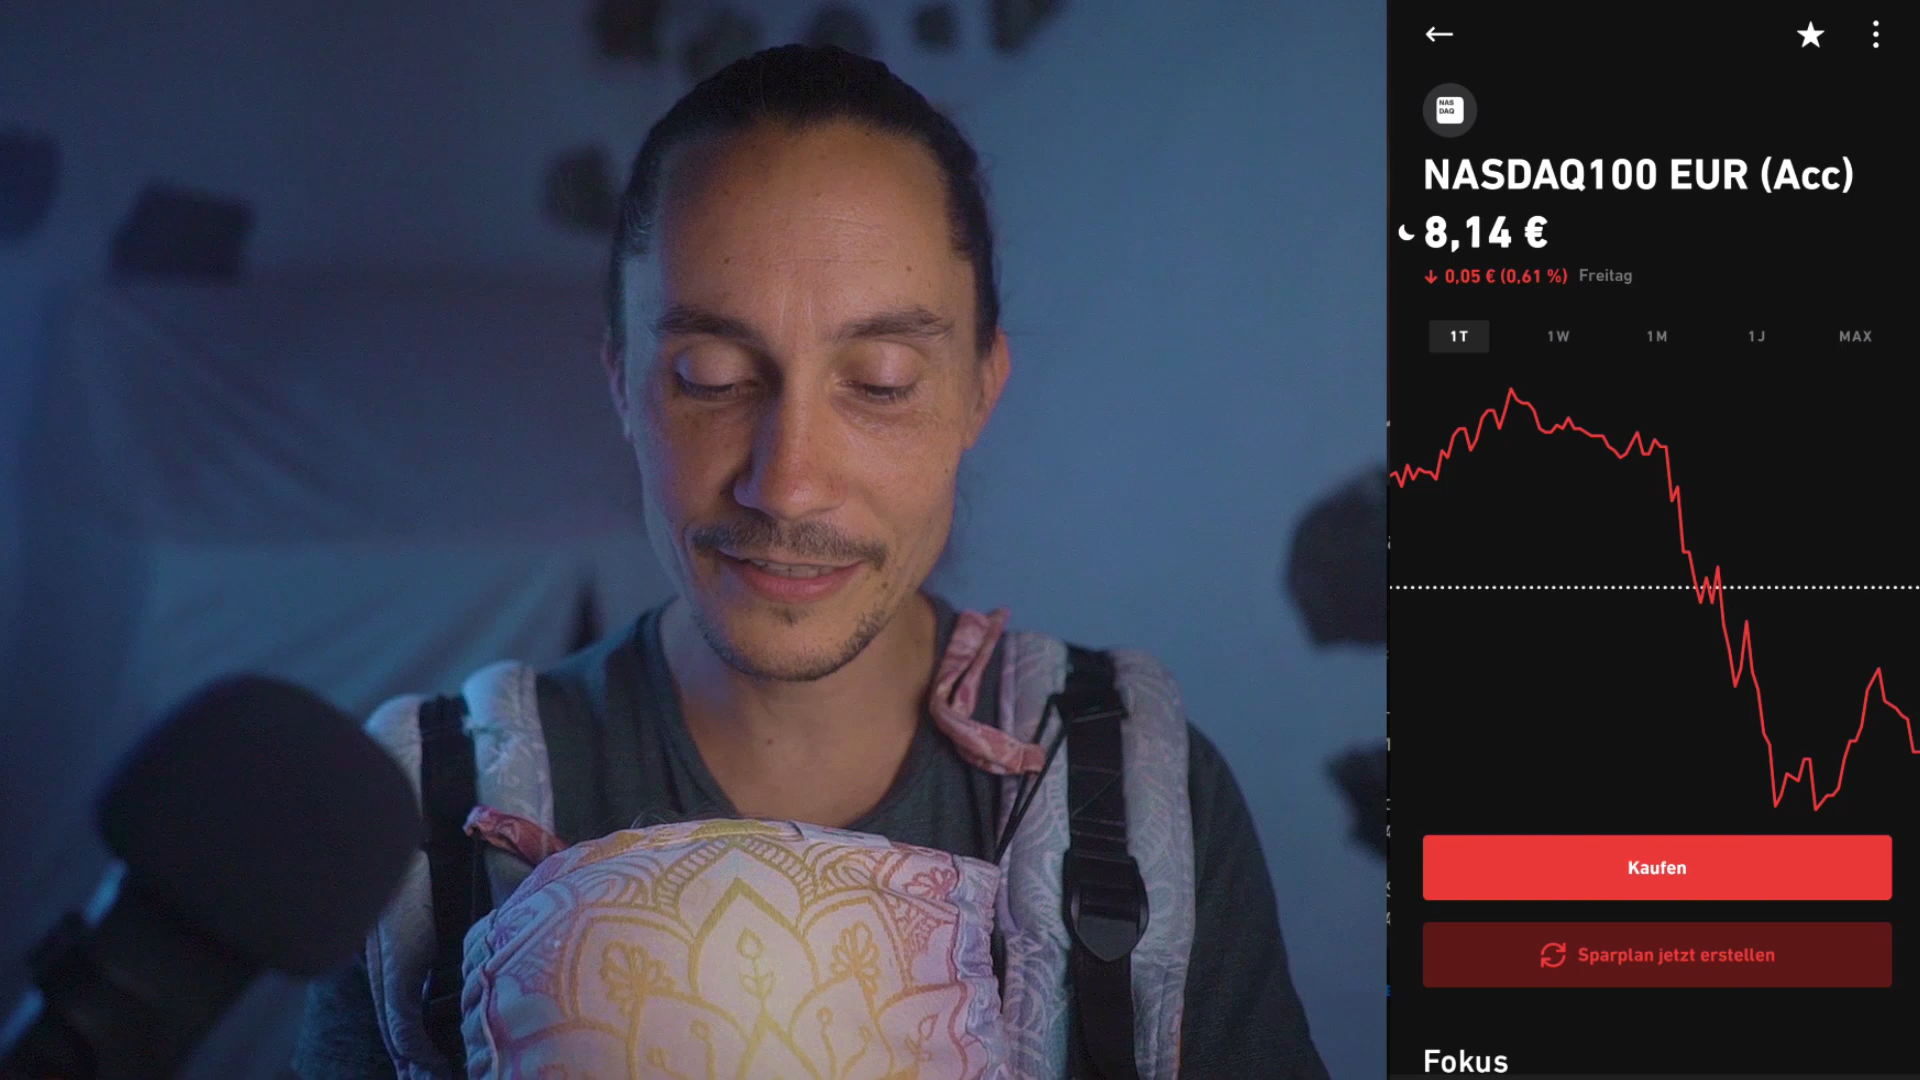 NAS
DAQ
NASDAQ100 EUR (Acc)
8,14 €
0,05 € (0,61 %) Freitag
1T 1W 1M 1J MAX
Kaufen
Sparplan jetzt erstellen
Fokus